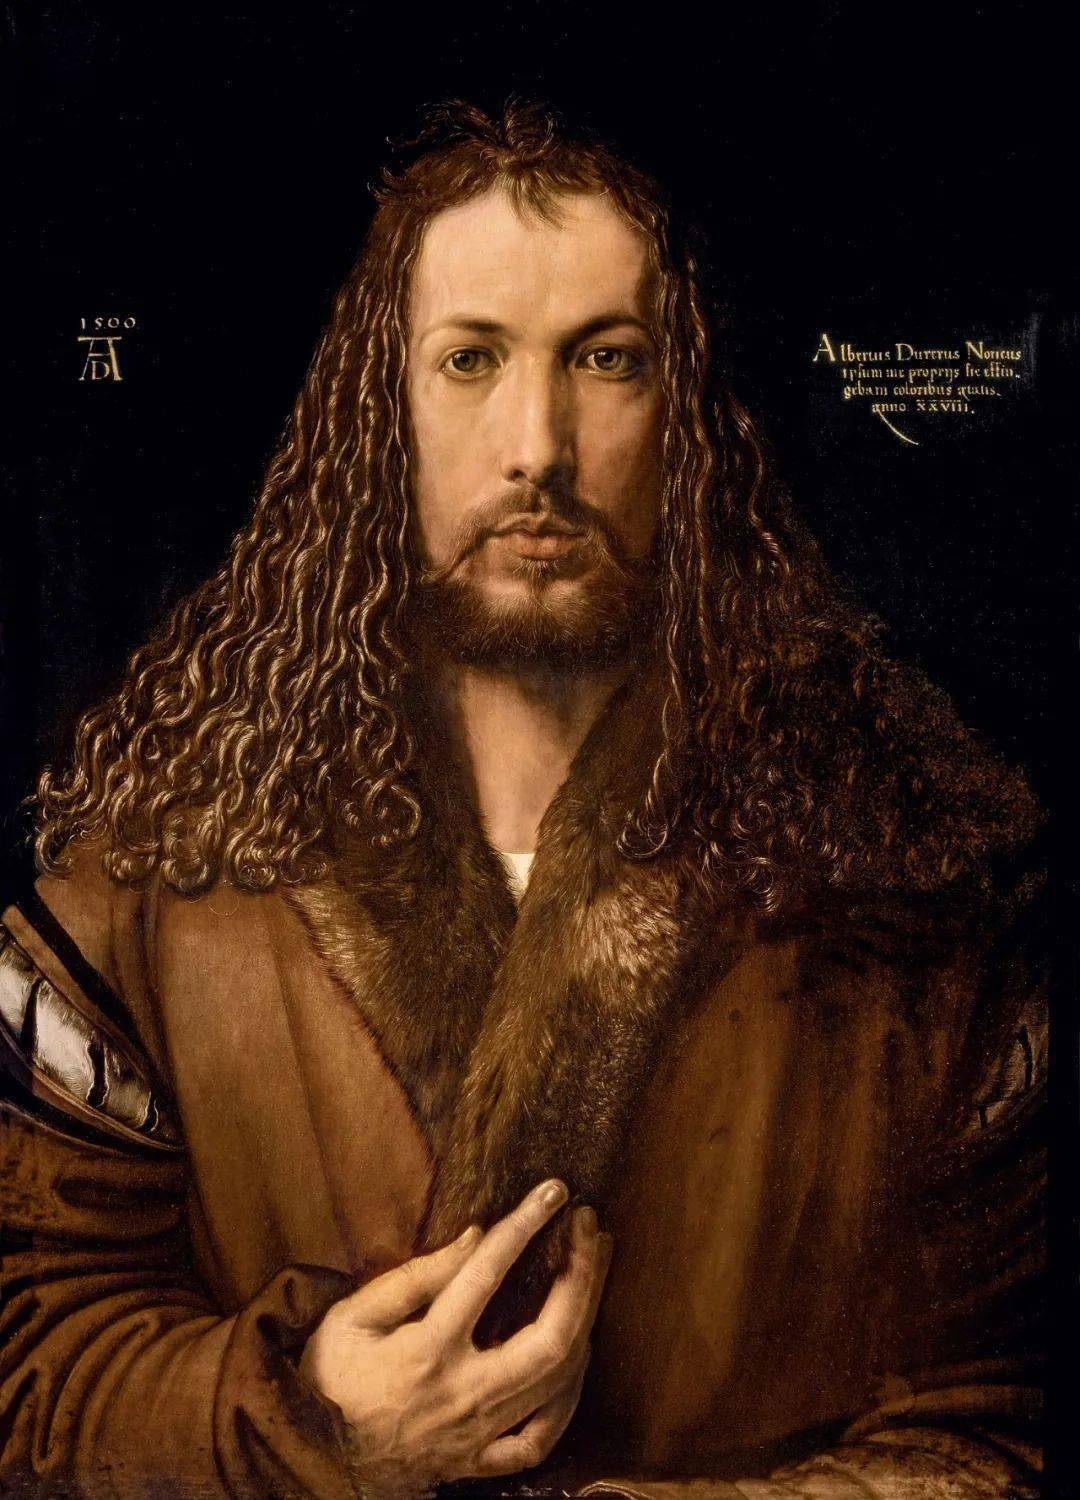 1500
AD
Albertus Durerus Noricus
ipsum me proprijs sic effin
gebam coloribus ætatis
anno XXVIII.